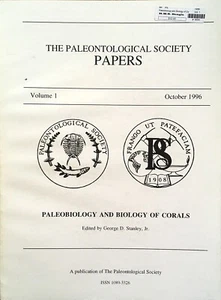 THE PALEONTOLOGICAL SOCIETY
PAPERS
Volume 1
October 1996
PALEONTOLOGICAL SOCIETY
FRANGO UT PATEFACIAM
PS
1908
PALEOBIOLOGY AND BIOLOGY OF CORALS
Edited by George D. Stanley, Jr.
A publication of The Paleontological Society
ISSN 1089-3326